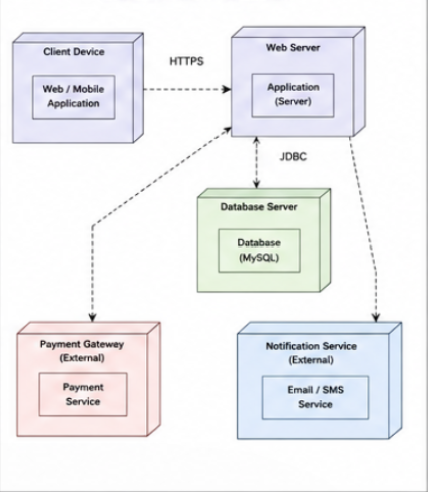 Client Device
Web / Mobile
Application
HTTPS
Web Server
Application
(Server)
JDBC
Database Server
Database
(MySQL)
Payment Gatewey
(External)
Payment
Service
Notification Service
(External)
Email / SMS
Service